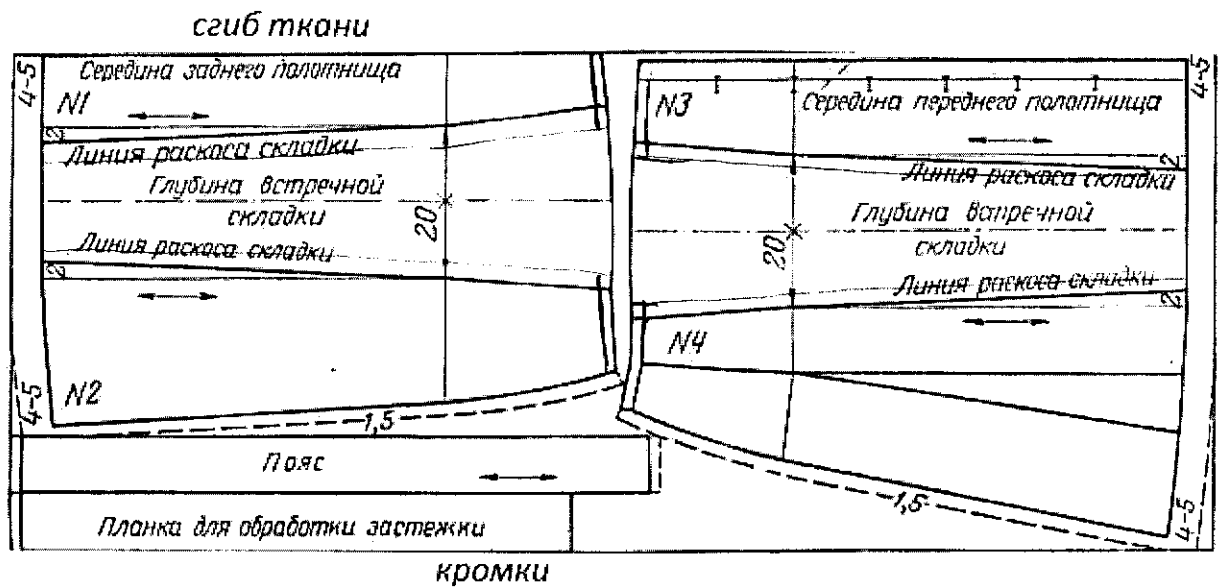 сгиб ткани
4-5
Середина заднего полотнища
N1
2
Линия раскоса складки
Глубина встречной
складки
20
Линия раскоса складки
2
N2
4-5
1,5
Пояс
Планка для обработки застежки
N3
Середина переднего полотнища
4-5
2
Линия раскоса складки
Глубина встречной
складки
20
Линия раскоса складки
2
N4
1,5
4-5
кромки